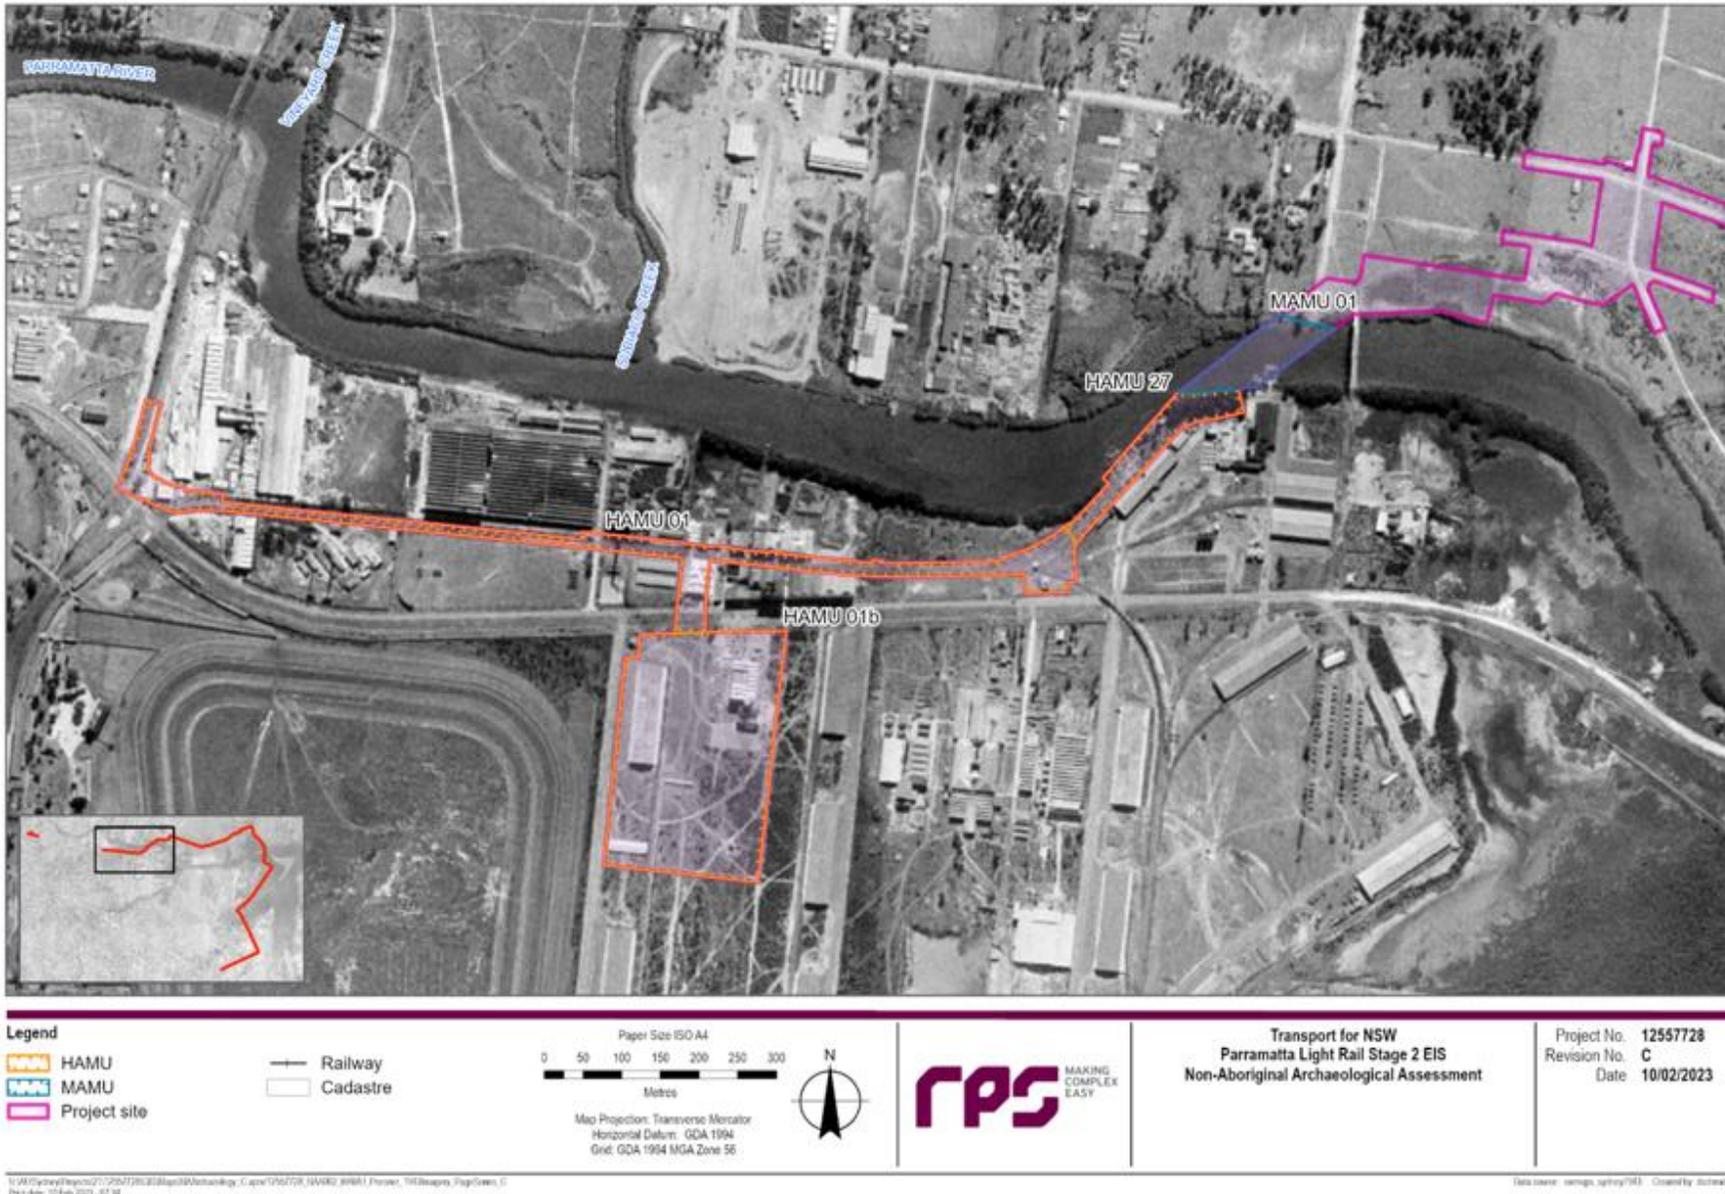 PARRAMATTA RIVER
VINEYARD CREEK
SUBIACO CREEK
MAMU 01
HAMU 27
HAMU 01
HAMU 01b
Legend
HAMU
MAMU
Project site
Railway
Cadastre
Paper Size ISO A4
0 50 100 150 200 250 300
Metres
Map Projection: Transverse Mercator
Horizontal Datum: GDA 1994
Grid: GDA 1994 MGA Zone 56
N
rps
MAKING
COMPLEX
EASY
Transport for NSW
Parramatta Light Rail Stage 2 EIS
Non-Aboriginal Archaeological Assessment
Project No. 12557728
Revision No. C
Date 10/02/2023